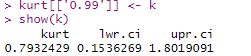 > kurt[['0.99']] <- k
> show(k)
     kurt    lwr.ci    upr.ci
0.7932429 0.1536269 1.8019091